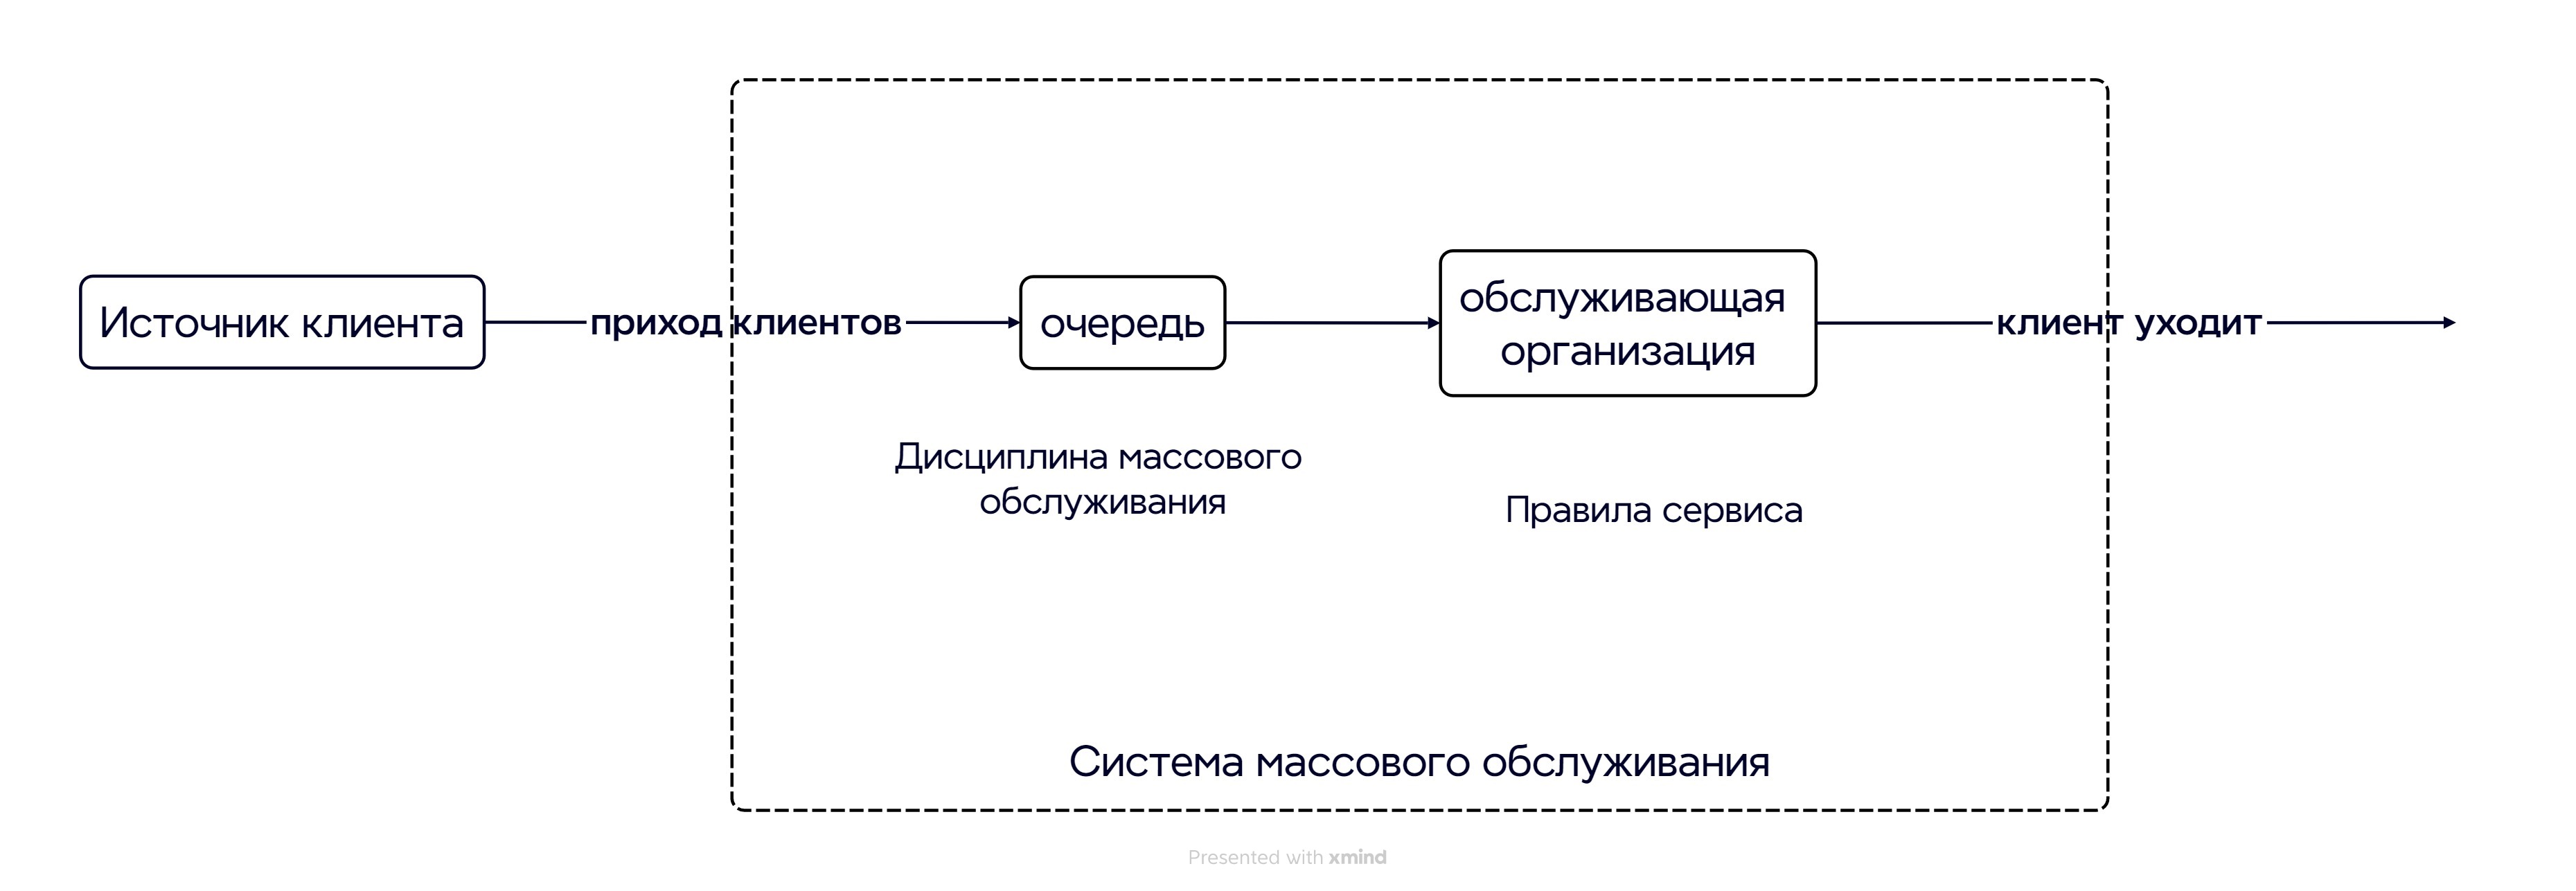 Источник клиента
приход клиентов
очередь
обслуживающая
организация
клиент уходит
Дисциплина массового
обслуживания
Правила сервиса
Система массового обслуживания
Presented with xmind